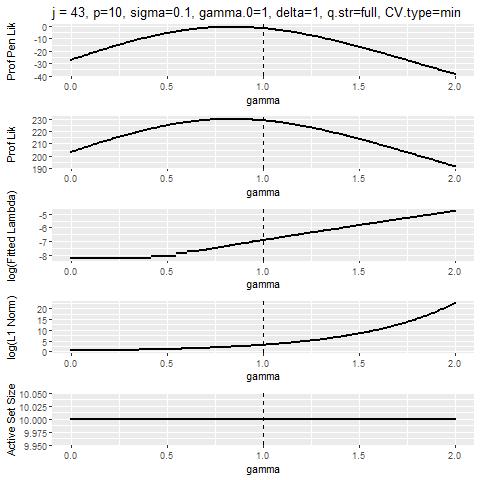 j = 43, p=10, sigma=0.1, gamma.0=1, delta=1, q.str=full, CV.type=min
Prof Pen Lik
0
-10
-20
-30
-40
0.0 0.5 1.0 1.5 2.0
gamma
Prof Lik
230
220
210
200
190
0.0 0.5 1.0 1.5 2.0
gamma
log(Fitted Lambda)
-5
-6
-7
-8
0.0 0.5 1.0 1.5 2.0
gamma
log(L1 Norm)
20
15
10
5
0
0.0 0.5 1.0 1.5 2.0
gamma
Active Set Size
10.050
10.025
10.000
9.975
9.950
0.0 0.5 1.0 1.5 2.0
gamma